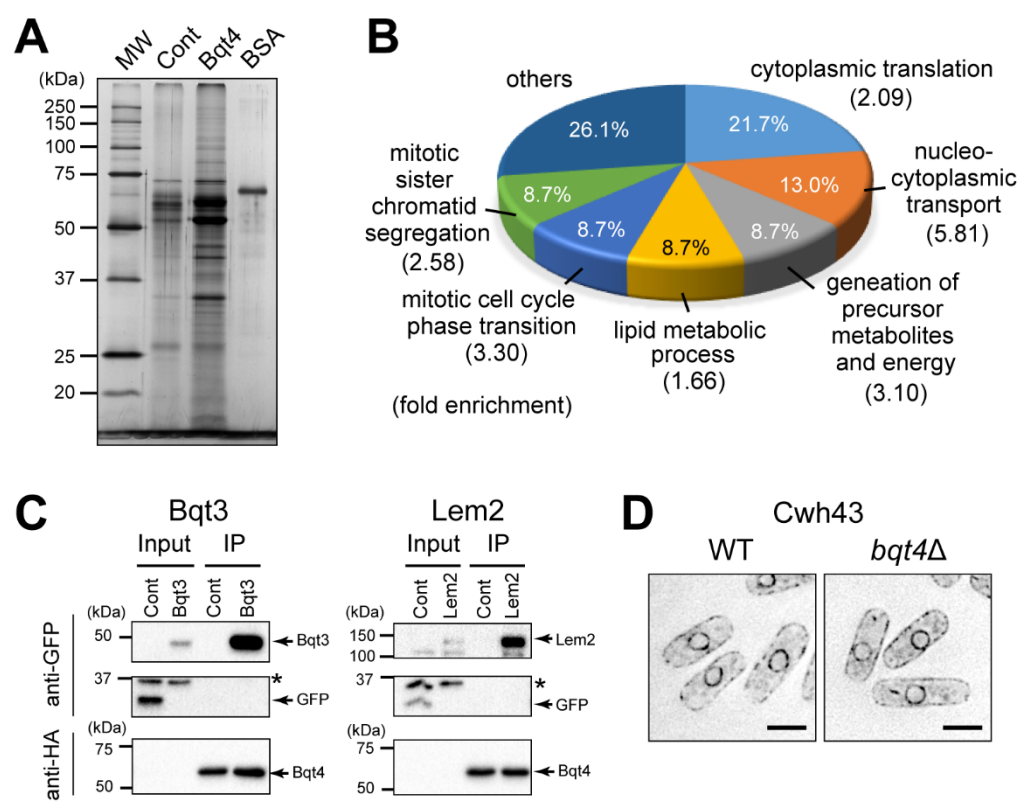 A
MW
Cont
Bqt4
BSA
(kDa)
250
150
100
75
50
37
25
20
B
others
cytoplasmic translation
(2.09)
26.1%
21.7%
mitotic
sister
chromatid
segregation
(2.58)
8.7%
13.0%
nucleo-
cytoplasmic
transport
(5.81)
8.7%
8.7%
8.7%
mitotic cell cycle
phase transition
(3.30)
lipid metabolic
process
(1.66)
geneation of
precursor
metabolites
and energy
(3.10)
(fold enrichment)
C
Bqt3
Input IP
Cont
Bqt3
Cont
Bqt3
(kDa)
anti-GFP
50
Bqt3
37
*
GFP
(kDa)
anti-HA
75
50
Bqt4
Lem2
Input IP
Cont
Lem2
Cont
Lem2
(kDa)
150
100
Lem2
37
*
GFP
(kDa)
75
50
Bqt4
D
Cwh43
WT bqt4Δ